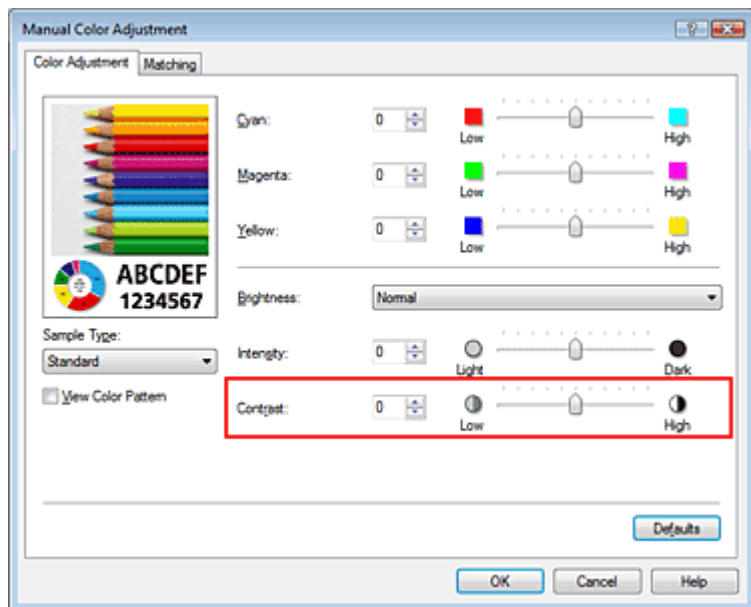 Manual Color Adjustment
Color Adjustment
Matching
Cyan: 0
Low High
Magenta: 0
Low High
Yellow: 0
Low High
ABCDEF
1234567
Brightness: Normal
Sample Type:
Standard
Intensity: 0
Light Dark
View Color Pattern
Contrast: 0
Low High
Defaults
OK Cancel Help